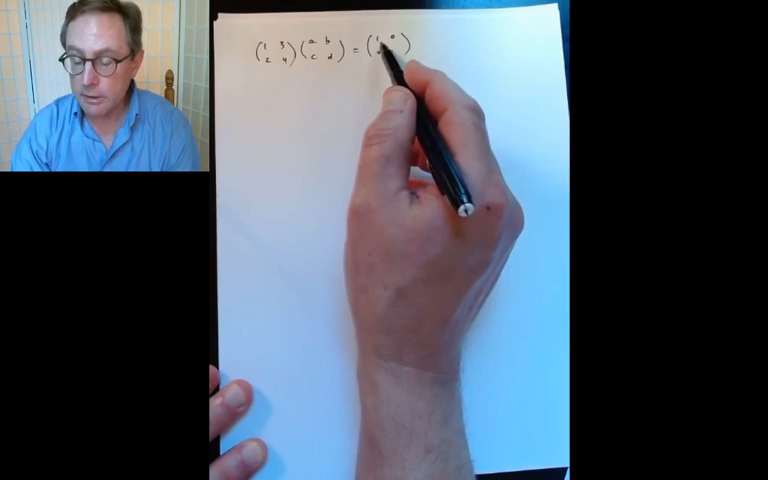 ( 1 3 ) ( a b ) = ( 1 0 )
( 2 4 ) ( c d )